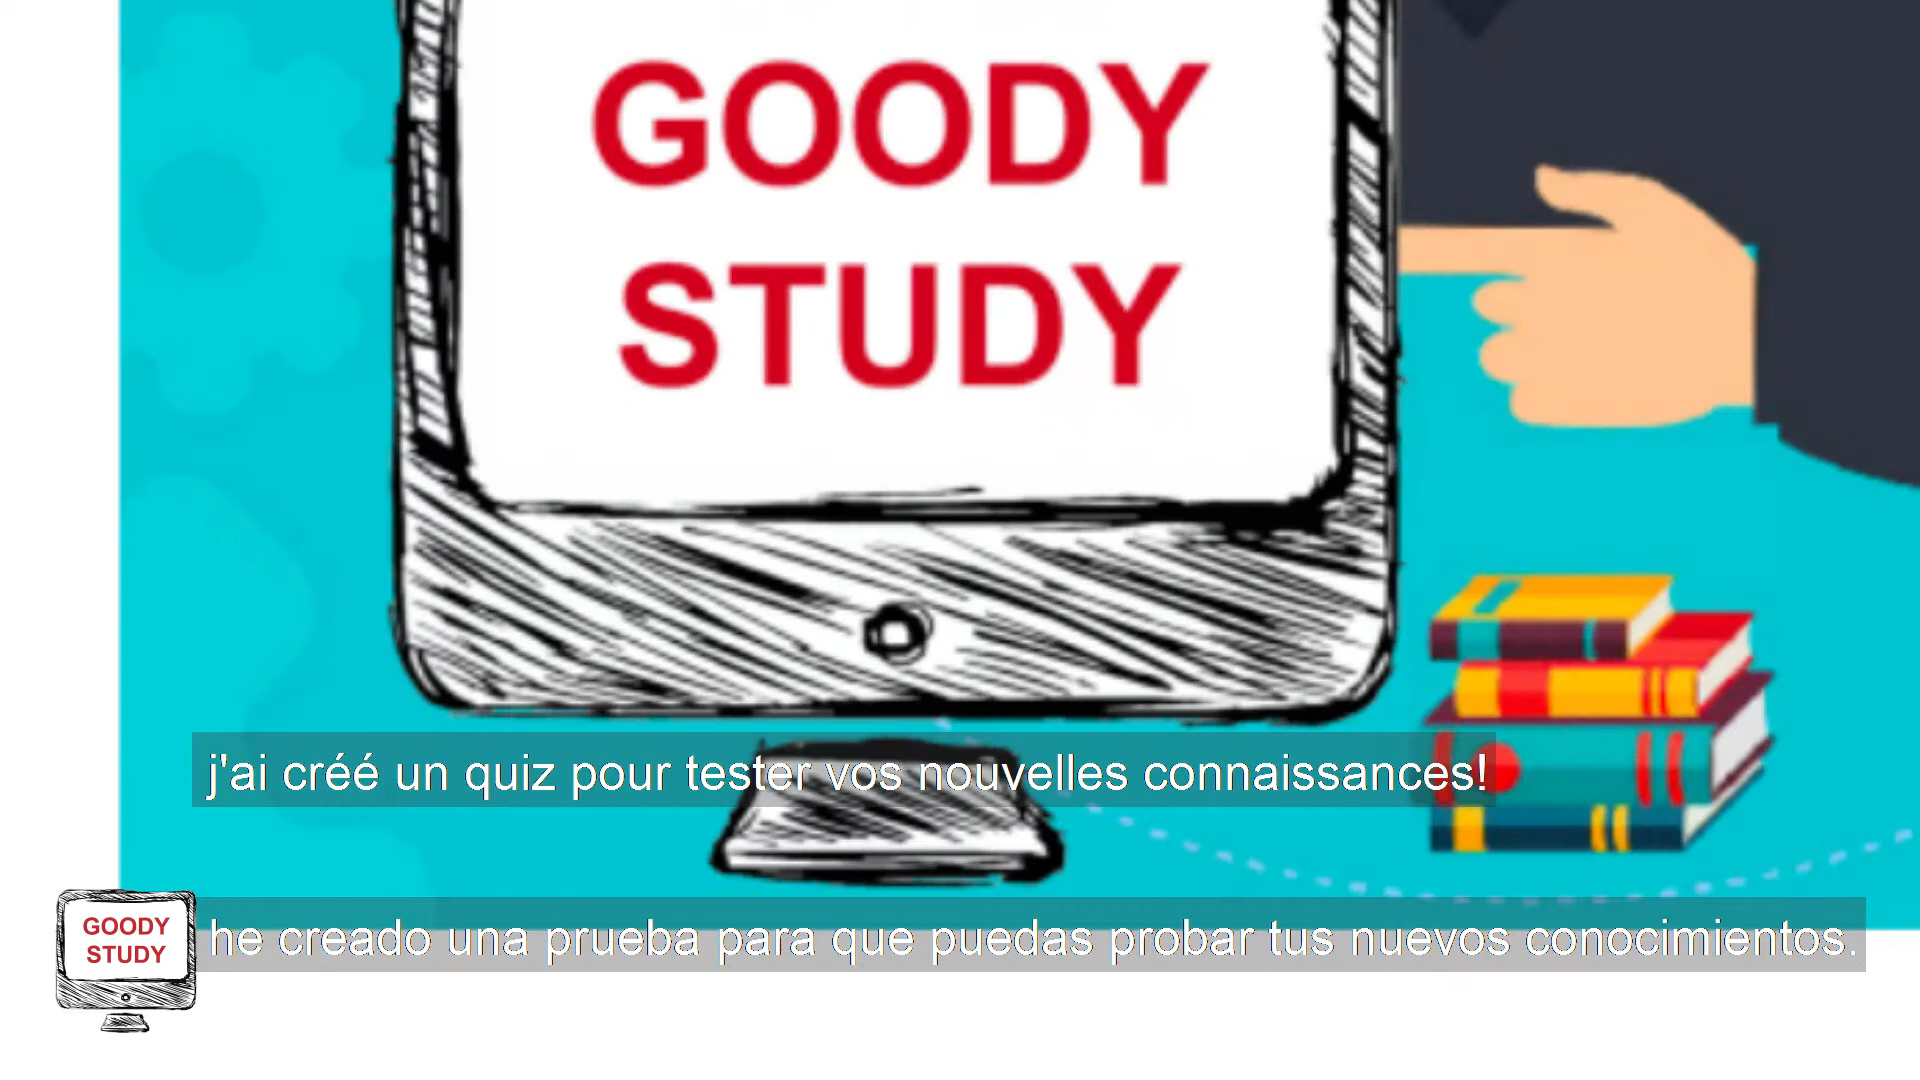 GOODY
STUDY
j'ai créé un quiz pour tester vos nouvelles connaissances!
GOODY
STUDY
he creado una prueba para que puedas probar tus nuevos conocimientos.